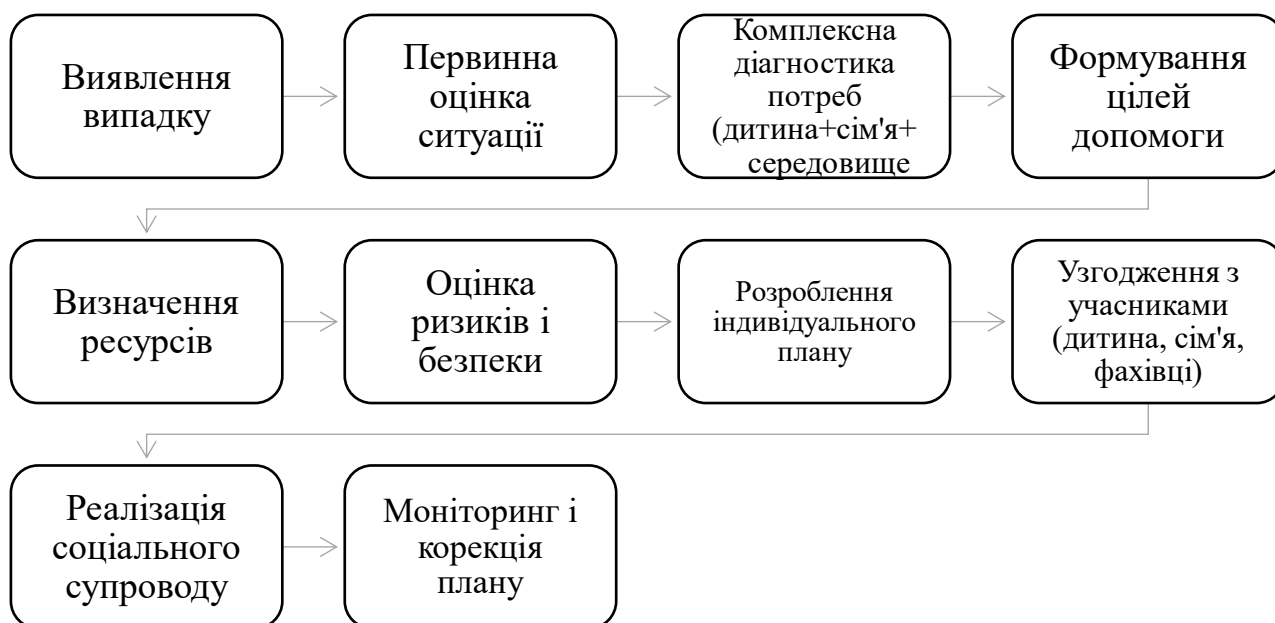 Виявлення
випадку
Первинна
оцінка
ситуації
Комплексна
діагностика
потреб
(дитина+сім'я+
середовище
Формування
цілей
допомоги
Визначення
ресурсів
Оцінка
ризиків і
безпеки
Розроблення
індивідуального
плану
Узгодження з
учасниками
(дитина, сім'я,
фахівці)
Реалізація
соціального
супроводу
Моніторинг і
корекція
плану